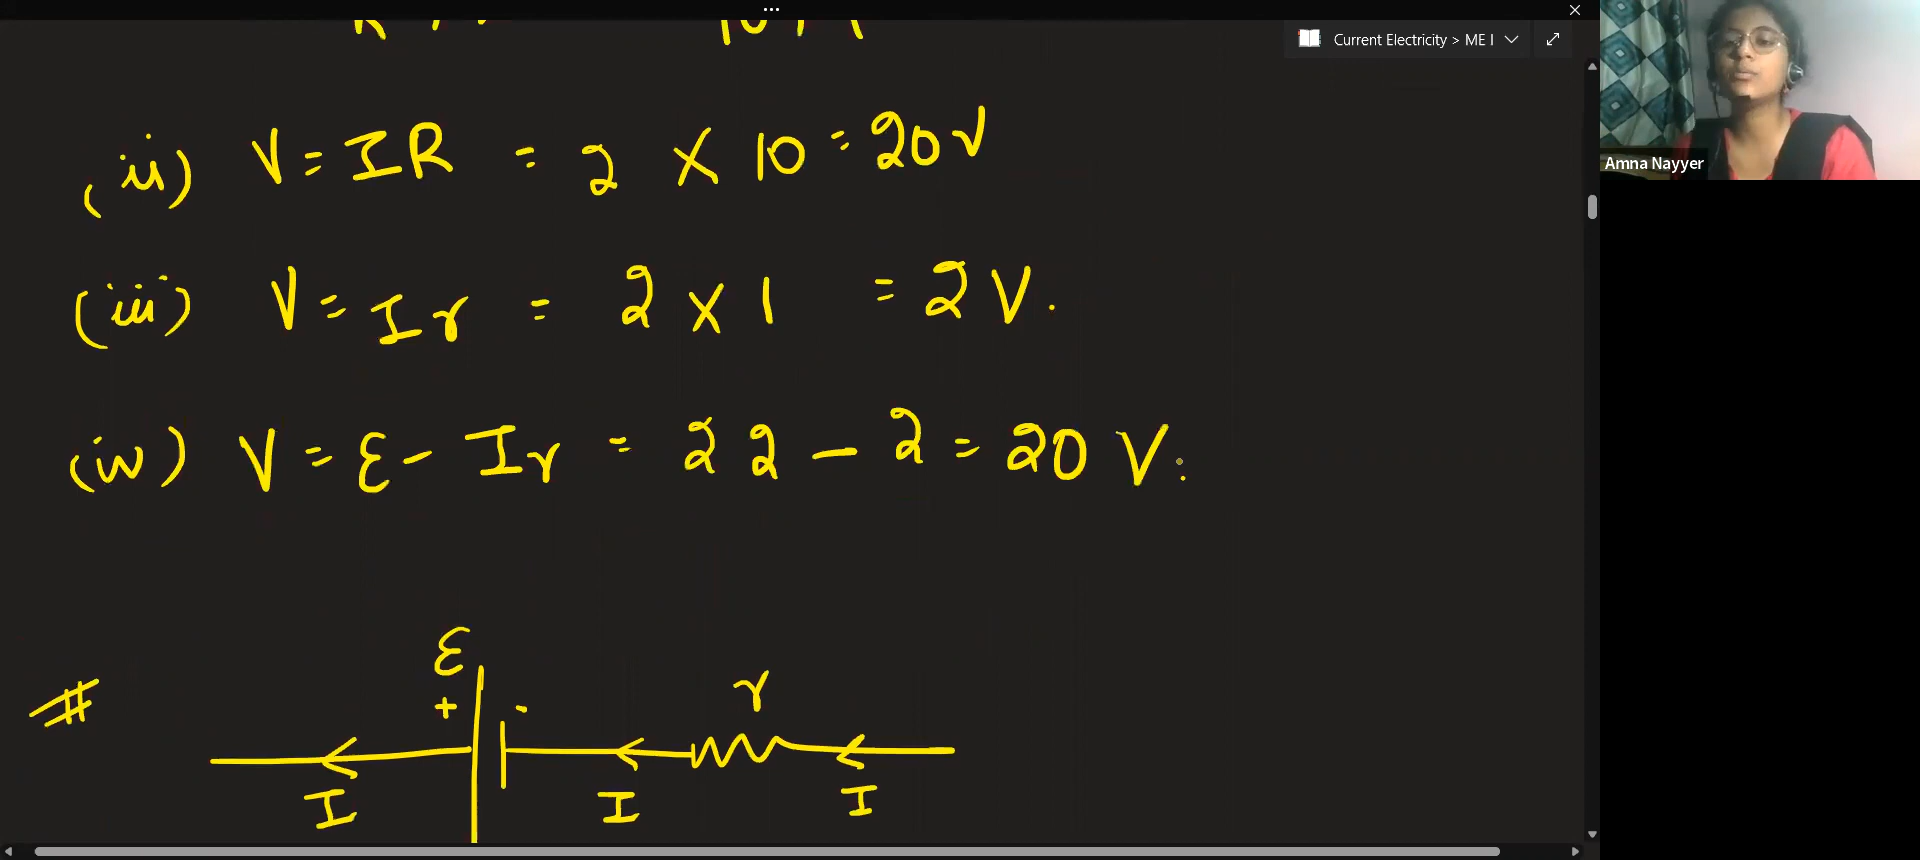 Current Electricity > ME I
(ii) V = IR = 2 × 10 = 20V
(iii) V = Ir = 2 × 1 = 2V.
(iv) V = ε - Ir = 22 - 2 = 20 V.
ε
# + - r
I I I
Amna Nayyer